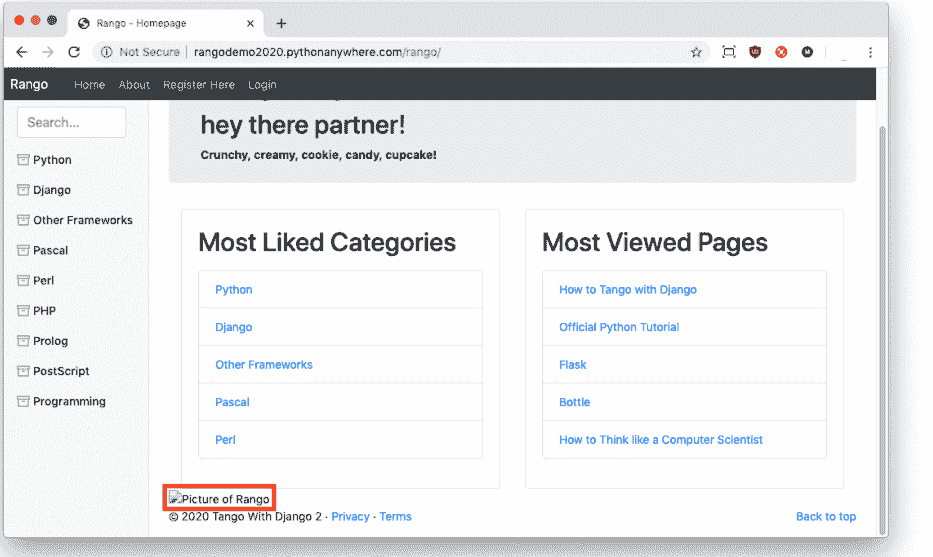 Rango - Homepage
Not Secure | rangodemo2020.pythonanywhere.com/rango/
Rango Home About Register Here Login
Search...
Python
Django
Other Frameworks
Pascal
Perl
PHP
Prolog
PostScript
Programming
hey there partner!
Crunchy, creamy, cookie, candy, cupcake!
Most Liked Categories
Python
Django
Other Frameworks
Pascal
Perl
Most Viewed Pages
How to Tango with Django
Official Python Tutorial
Flask
Bottle
How to Think like a Computer Scientist
Picture of Rango
© 2020 Tango With Django 2 · Privacy · Terms
Back to top